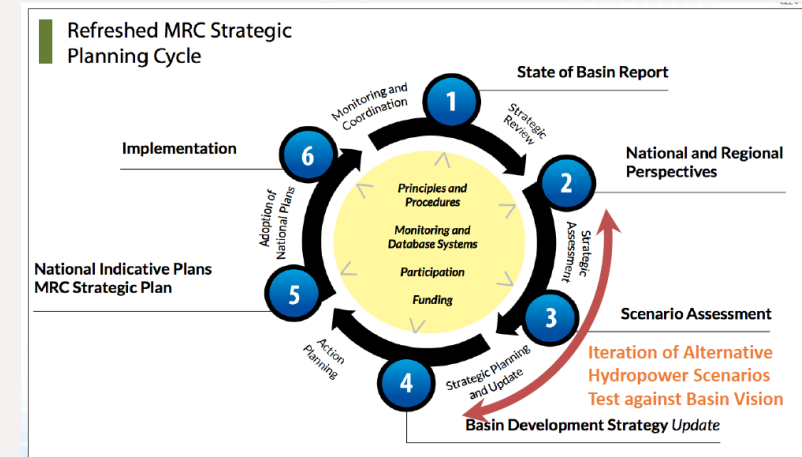 Refreshed MRC Strategic
Planning Cycle
1
State of Basin Report
Strategic
Review
2
National and Regional
Perspectives
Strategic
Assessment
3
Scenario Assessment
Iteration of Alternative
Hydropower Scenarios
Test against Basin Vision
Strategic Planning
and Update
4
Basin Development Strategy Update
Action
Planning
5
National Indicative Plans
MRC Strategic Plan
Adoption of
National Plans
6
Implementation
Monitoring and
Coordination
Principles and
Procedures
Monitoring and
Database Systems
Participation
Funding